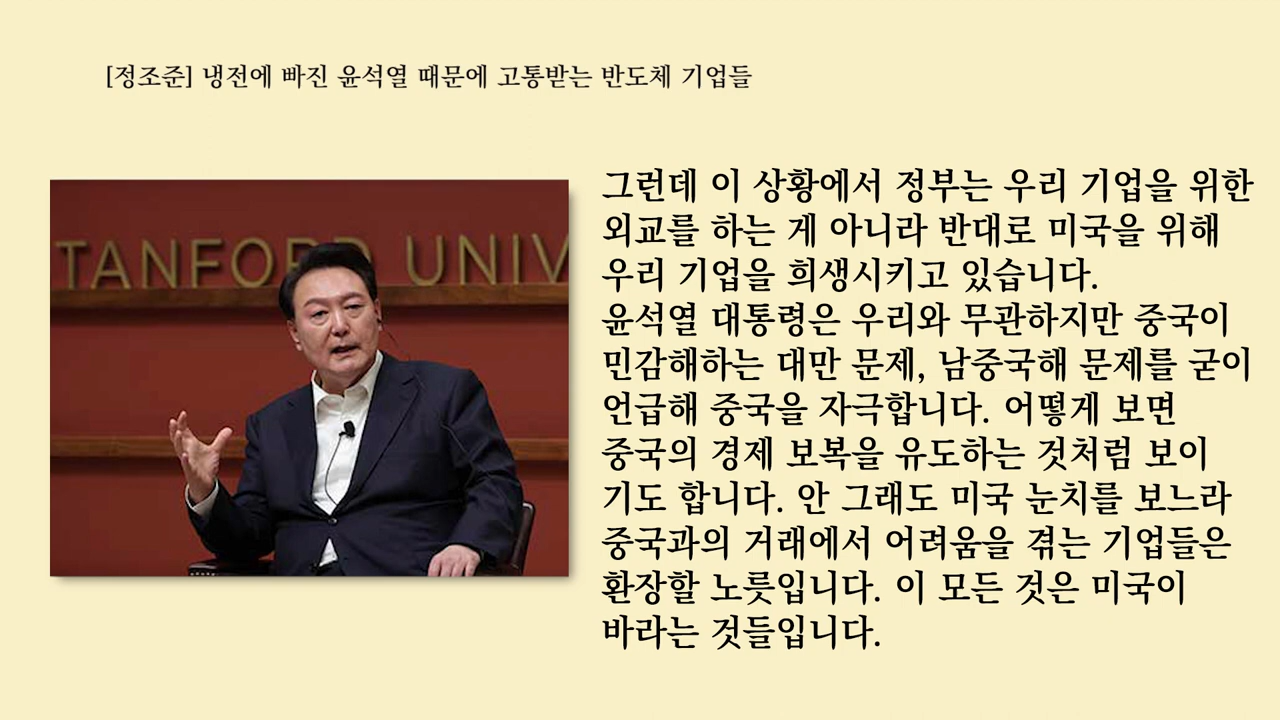 [정조준] 냉전에 빠진 윤석열 때문에 고통받는 반도체 기업들
TANFORD UNIV
그런데 이 상황에서 정부는 우리 기업을 위한
외교를 하는 게 아니라 반대로 미국을 위해
우리 기업을 희생시키고 있습니다.
윤석열 대통령은 우리와 무관하지만 중국이
민감해하는 대만 문제, 남중국해 문제를 굳이
언급해 중국을 자극합니다. 어떻게 보면
중국의 경제 보복을 유도하는 것처럼 보이
기도 합니다. 안 그래도 미국 눈치를 보느라
중국과의 거래에서 어려움을 겪는 기업들은
환장할 노릇입니다. 이 모든 것은 미국이
바라는 것들입니다.